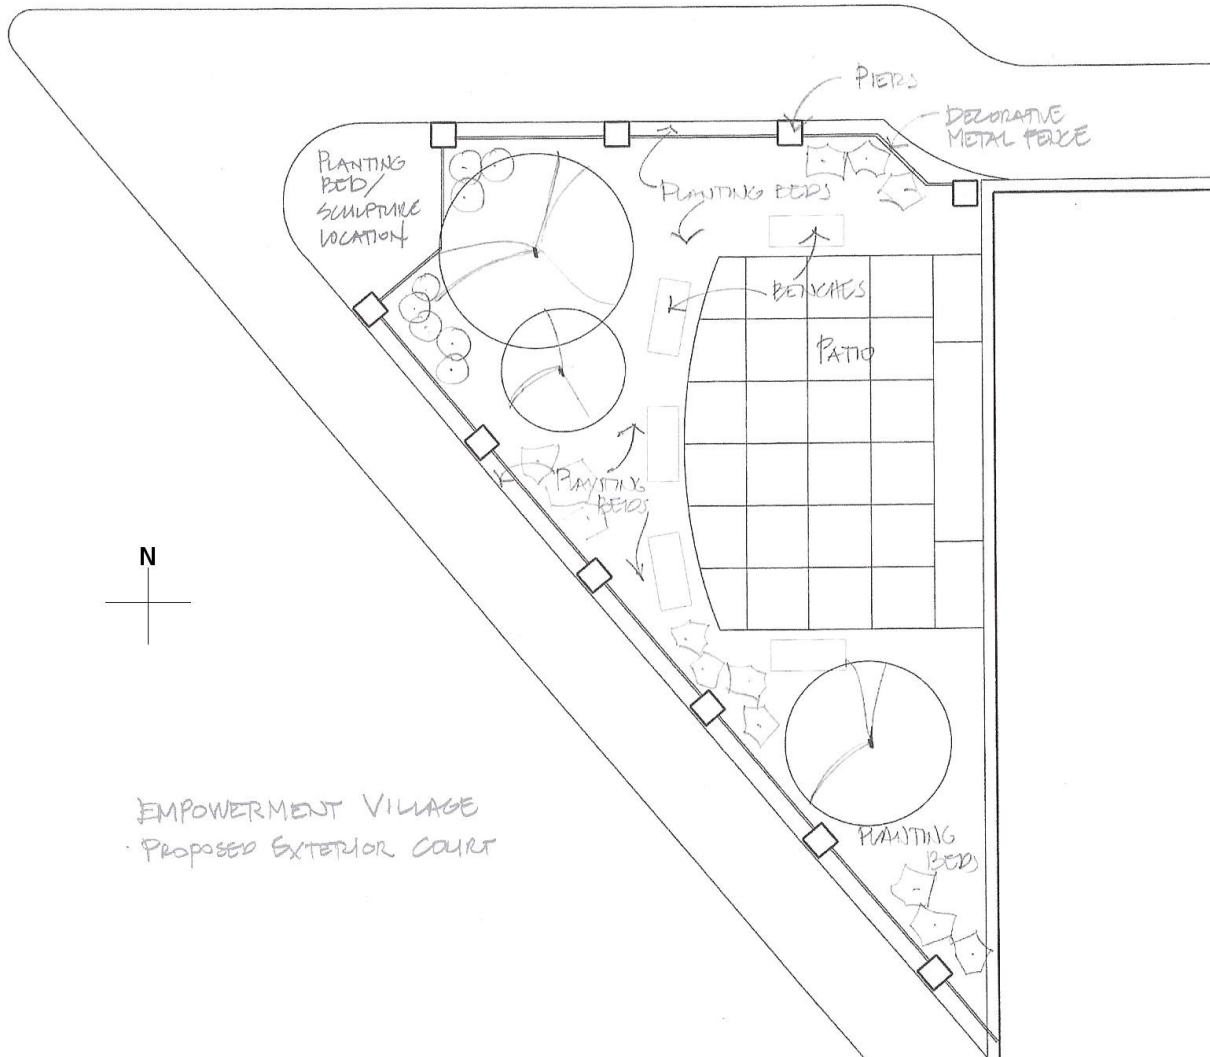 PIERS
DECORATIVE
METAL FENCE
PLANTING
BED/
SCULPTURE
LOCATION
PLANTING BEDS
BENCHES
PATIO
PLANTING
BEDS
N
EMPOWERMENT VILLAGE
PROPOSED EXTERIOR COURT
PLANTING
BEDS